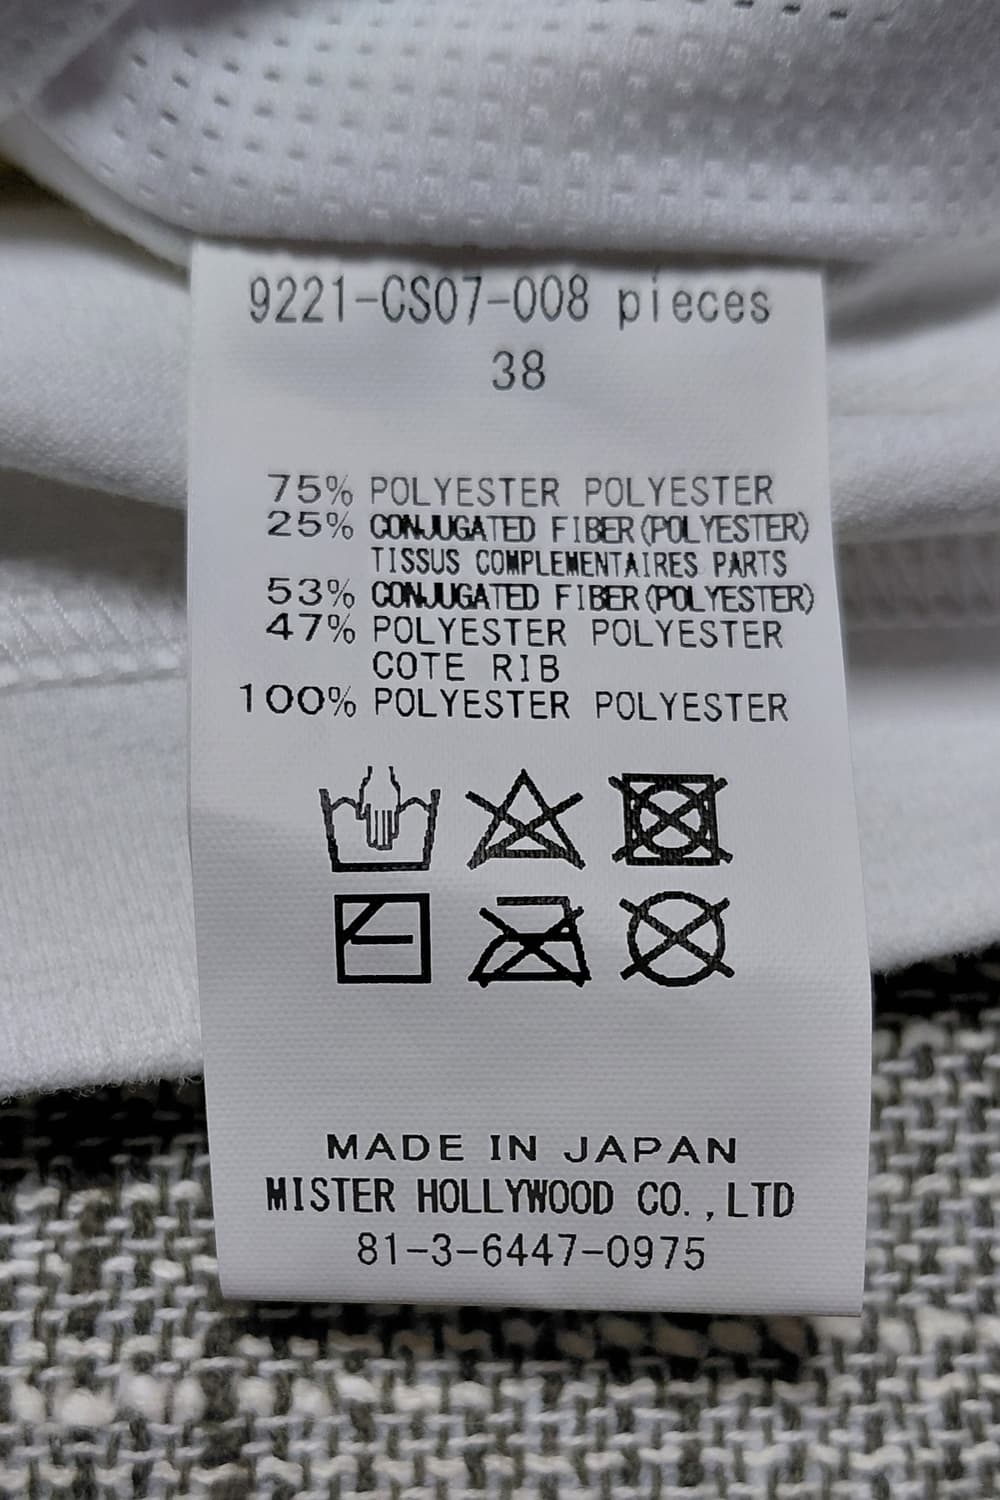 9221-CS07-008 pieces
38
75% POLYESTER POLYESTER
25% CONJUGATED FIBER(POLYESTER)
TISSUS COMPLEMENTAIRES PARTS
53% CONJUGATED FIBER(POLYESTER)
47% POLYESTER POLYESTER
COTE RIB
100% POLYESTER POLYESTER
MADE IN JAPAN
MISTER HOLLYWOOD CO.,LTD
81-3-6447-0975